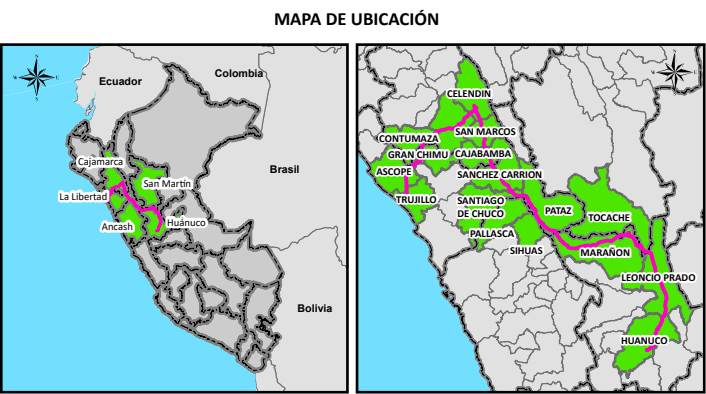 MAPA DE UBICACIÓN
Ecuador
Colombia
Cajamarca
San Martín
Brasil
La Libertad
Ancash
Huánuco
Bolivia
CELENDIN
CONTUMAZA
SAN MARCOS
GRAN CHIMU
CAJABAMBA
ASCOPE
SANCHEZ CARRION
TRUJILLO
SANTIAGO
DE CHUCO
PATAZ
TOCACHE
PALLASCA
SIHUAS
MARAÑON
LEONCIO PRADO
HUANUCO